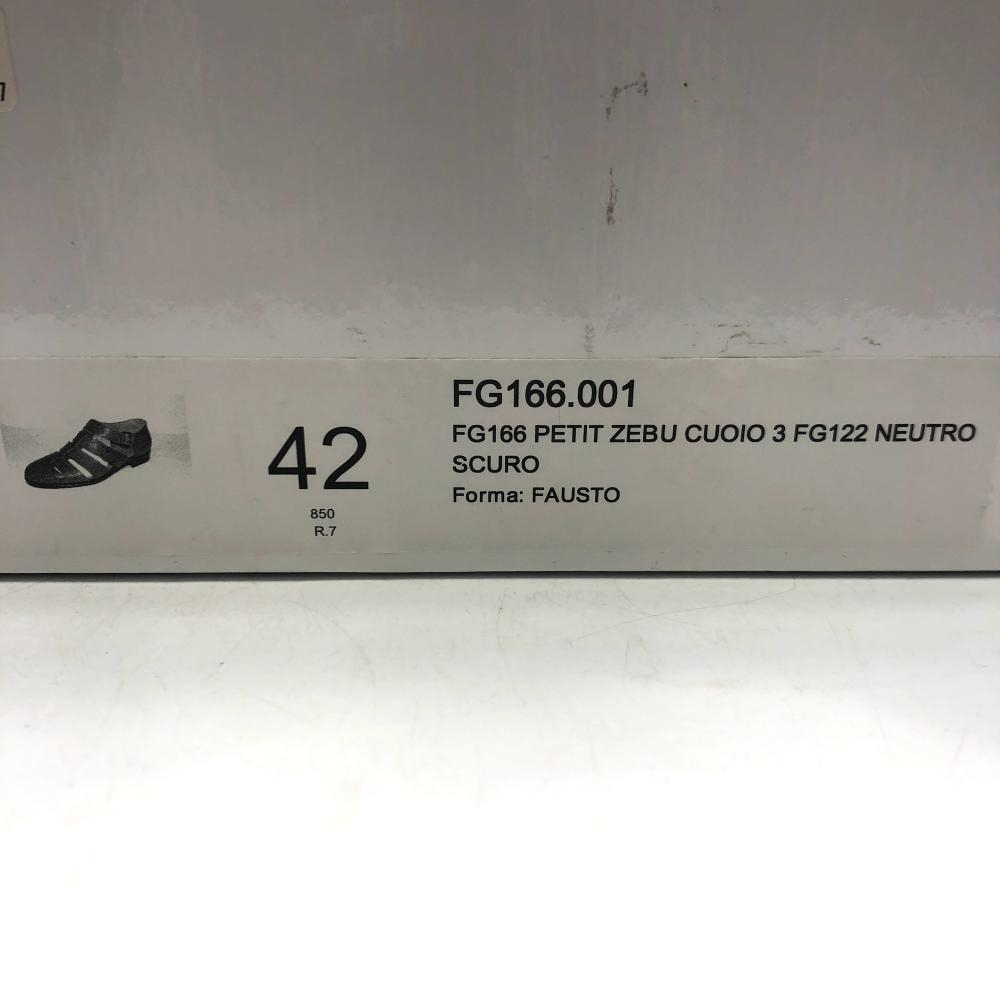 FG166.001
FG166 PETIT ZEBU CUOIO 3 FG122 NEUTRO
SCURO
Forma: FAUSTO
42
850
R.7